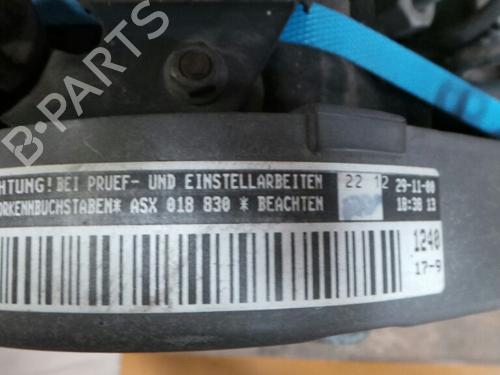 B-PARTS
HTUNG! BEI PRUEF- UND EINSTELLARBEITEN 22 12 29-11-00
ORKENNBUCHSTABEN* ASX 018 830 * BEACHTEN 18:38 13
1240
17-9